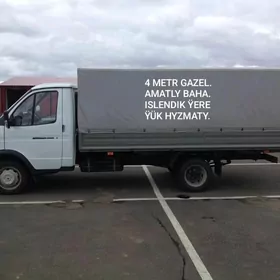 4 METR GAZEL.
AMATLY BAHA.
ISLENDIK ÝERE
ÝÜK HYZMATY.